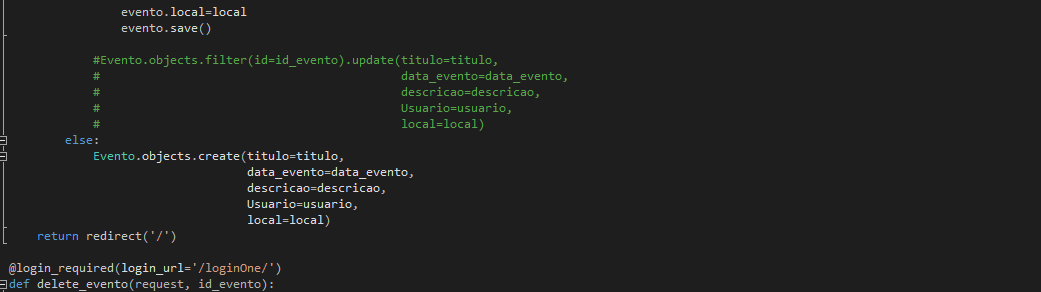 evento.local=local
evento.save()
#Evento.objects.filter(id=id_evento).update(titulo=titulo,
# data_evento=data_evento,
# descricao=descricao,
# Usuario=usuario,
# local=local)
else:
Evento.objects.create(titulo=titulo,
data_evento=data_evento,
descricao=descricao,
Usuario=usuario,
local=local)
return redirect('/')
@login_required(login_url='/loginOne/')
def delete_evento(request, id_evento):